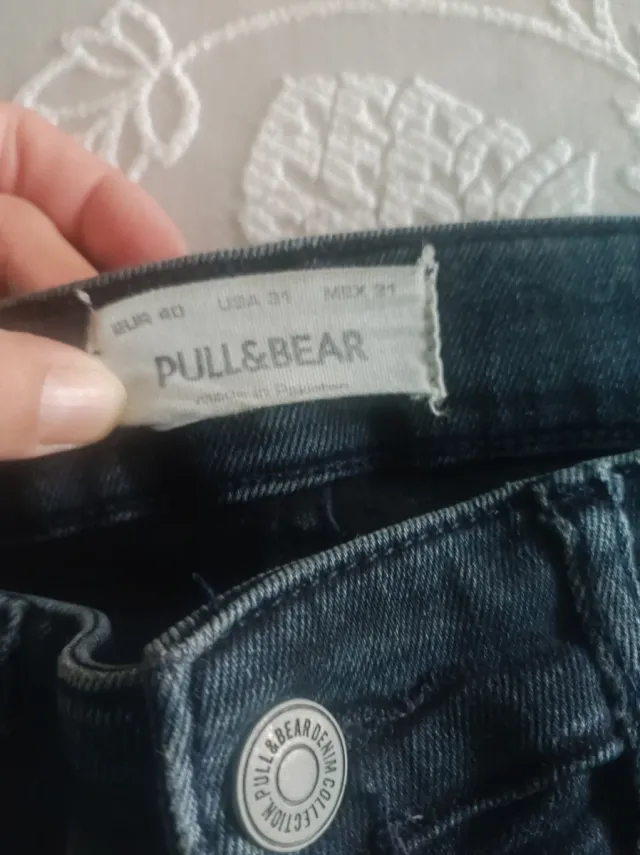 EUR 40 USA 31 MEX 31
PULL&BEAR
made in Pakistan
PULL&BEAR DENIM COLLECTION.